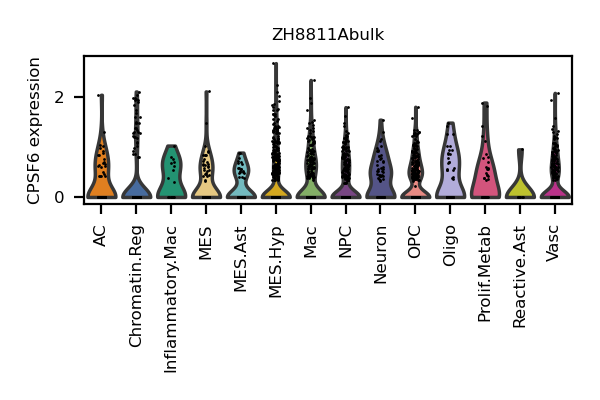 ZH8811Abulk
CPSF6 expression
2
0
AC
Chromatin.Reg
Inflammatory.Mac
MES
MES.Ast
MES.Hyp
Mac
NPC
Neuron
OPC
Oligo
Prolif.Metab
Reactive.Ast
Vasc